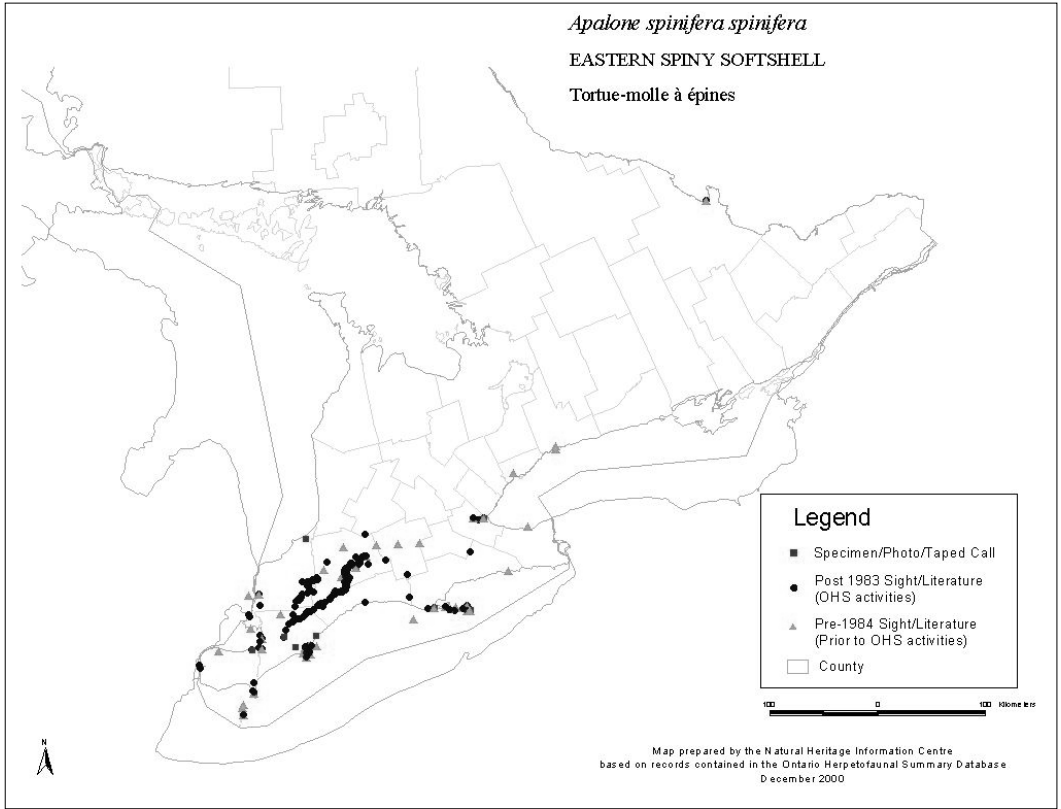 Apalone spinifera spinifera
EASTERN SPINY SOFTSHELL
Tortue-molle à épines
Legend
Specimen/Photo/Taped Call
Post 1983 Sight/Literature
(OHS activities)
Pre-1984 Sight/Literature
(Prior to OHS activities)
County
100 0 100 Kilometers
N
Map prepared by the Natural Heritage Information Centre
based on records contained in the Ontario Herpetofaunal Summary Database
December 2000